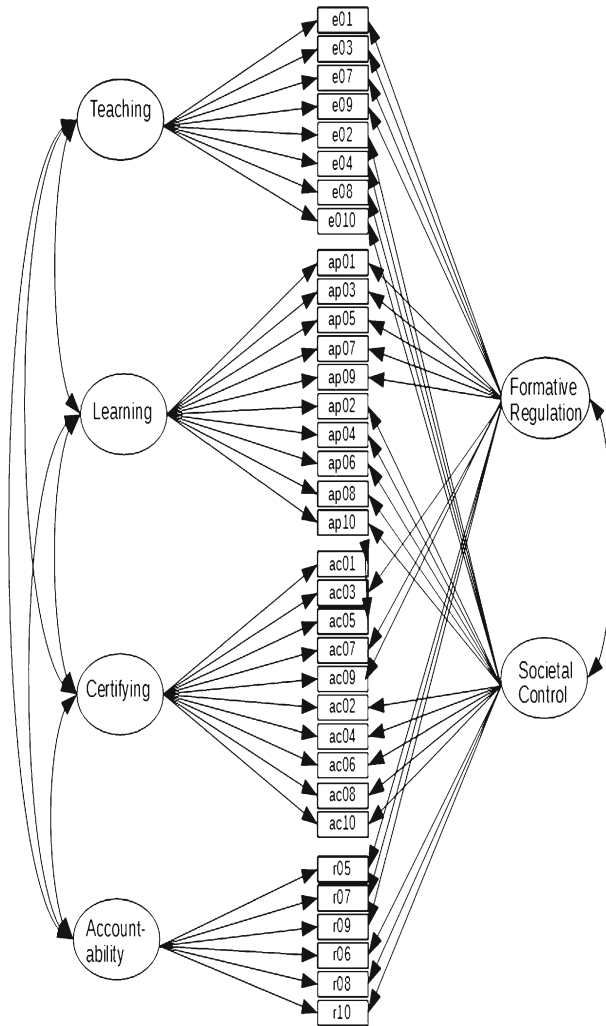 e01
e03
e07
e09
e02
e04
e08
e010
Teaching
ap01
ap03
ap05
ap07
ap09
ap02
ap04
ap06
ap08
ap10
Learning
Formative
Regulation
ac01
ac03
ac05
ac07
ac09
ac02
ac04
ac06
ac08
ac10
Certifying
Societal
Control
r05
r07
r09
r06
r08
r10
Account-
ability